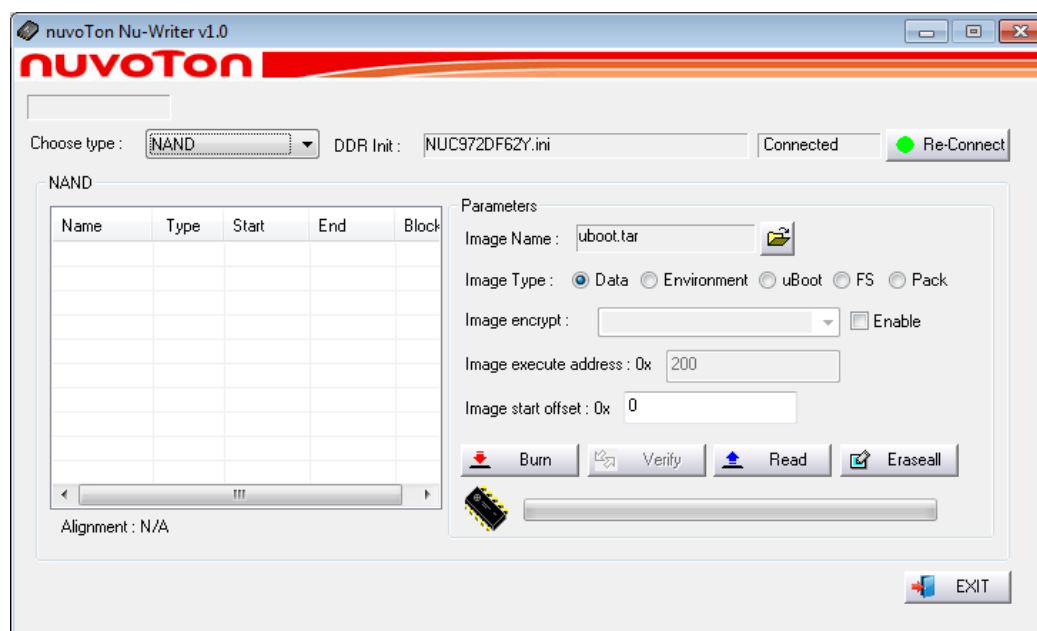 nuvoTon Nu-Writer v1.0
nuvoTon
Choose type : NAND DDR Init : NUC972DF62Y.ini Connected Re-Connect
NAND
Name Type Start End Block
Parameters
Image Name : uboot.tar
Image Type : Data Environment uBoot FS Pack
Image encrypt : Enable
Image execute address : 0x 200
Image start offset : 0x 0
Burn Verify Read Eraseall
Alignment : N/A
EXIT